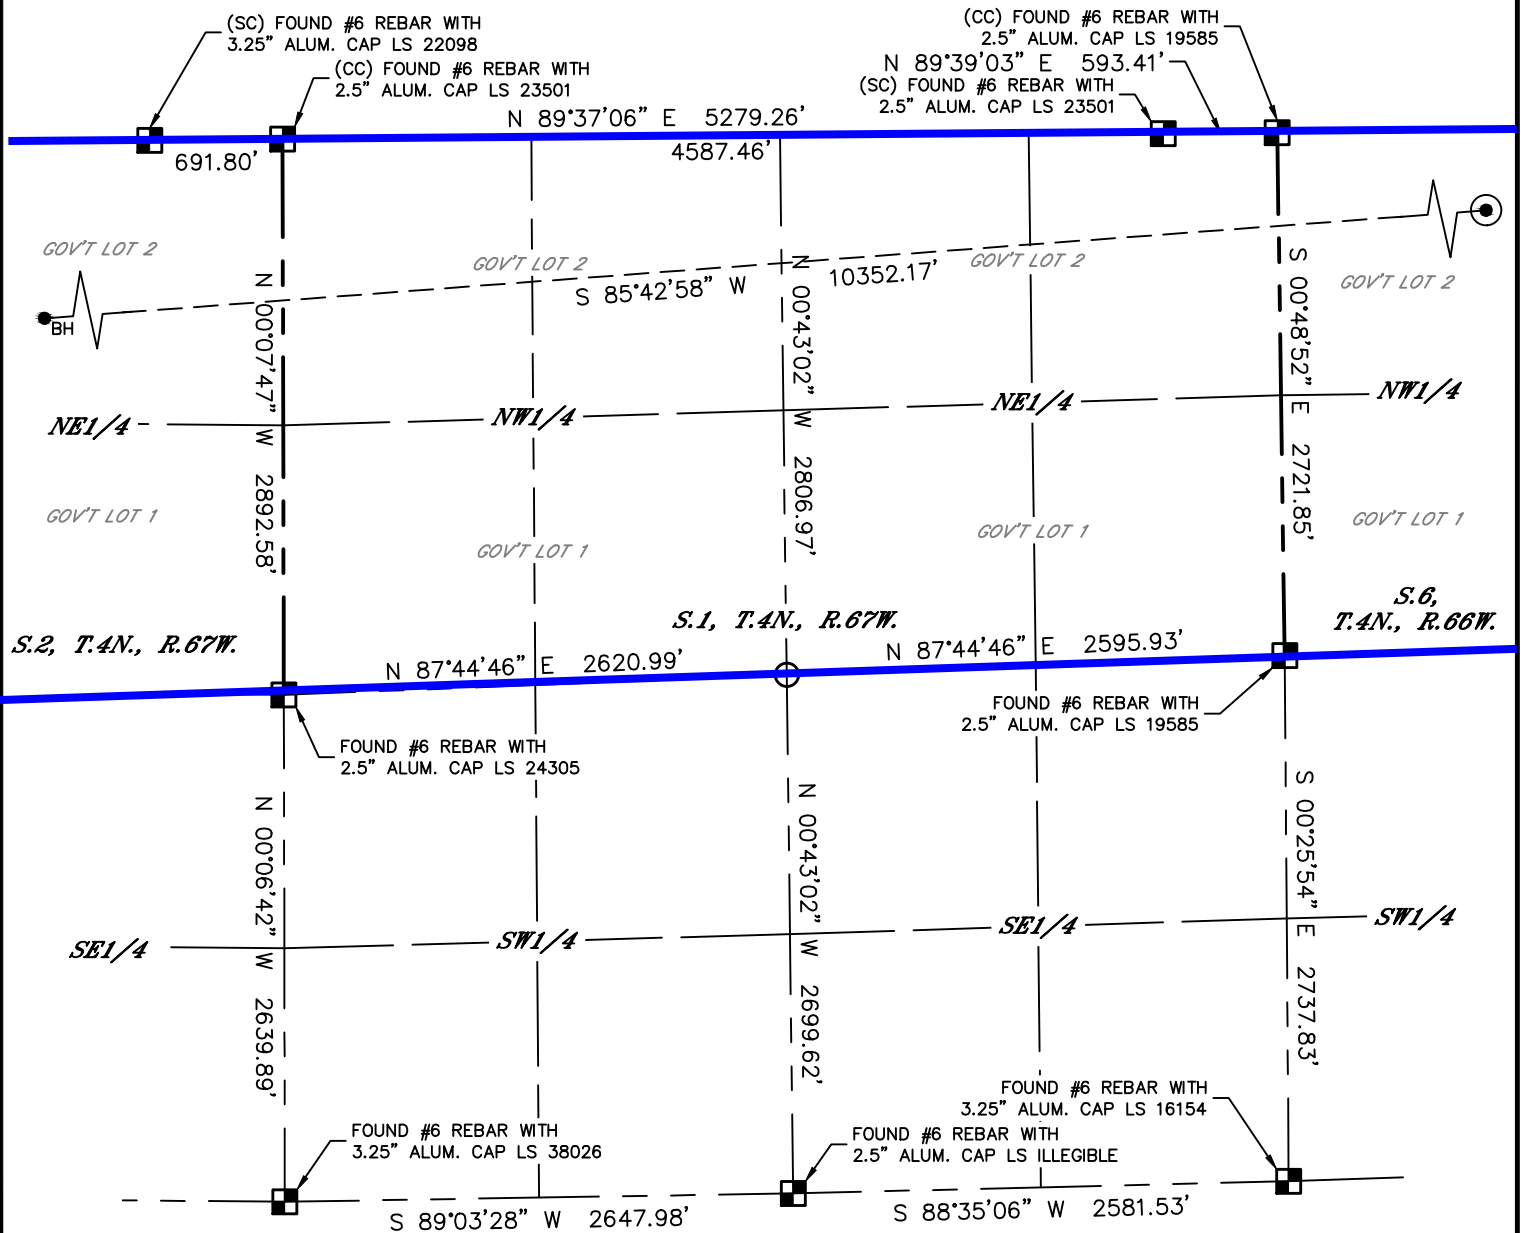 (SC) FOUND #6 REBAR WITH
3.25" ALUM. CAP LS 22098
(CC) FOUND #6 REBAR WITH
2.5" ALUM. CAP LS 23501
(CC) FOUND #6 REBAR WITH
2.5" ALUM. CAP LS 19585
N 89°39'03" E 593.41'
(SC) FOUND #6 REBAR WITH
2.5" ALUM. CAP LS 23501
N 89°37'06" E 5279.26'
691.80'
4587.46'
GOV'T LOT 2
GOV'T LOT 2
GOV'T LOT 2
GOV'T LOT 2
S 85°42'58" W 10352.17'
BH
N 00°07'47" W 2892.58'
N 00°43'02" W 2806.97'
S 00°48'52" E 2721.85'
NE1/4
NW1/4
NE1/4
NW1/4
GOV'T LOT 1
GOV'T LOT 1
GOV'T LOT 1
GOV'T LOT 1
S.2, T.4N., R.67W.
S.1, T.4N., R.67W.
S.6,
T.4N., R.66W.
N 87°44'46" E 2620.99'
N 87°44'46" E 2595.93'
FOUND #6 REBAR WITH
2.5" ALUM. CAP LS 24305
FOUND #6 REBAR WITH
2.5" ALUM. CAP LS 19585
N 00°06'42" W 2639.89'
N 00°43'02" W 2699.62'
S 00°25'54" E 2737.83'
SE1/4
SW1/4
SE1/4
SW1/4
FOUND #6 REBAR WITH
3.25" ALUM. CAP LS 38026
FOUND #6 REBAR WITH
2.5" ALUM. CAP LS ILLEGIBLE
FOUND #6 REBAR WITH
3.25" ALUM. CAP LS 16154
S 89°03'28" W 2647.98'
S 88°35'06" W 2581.53'